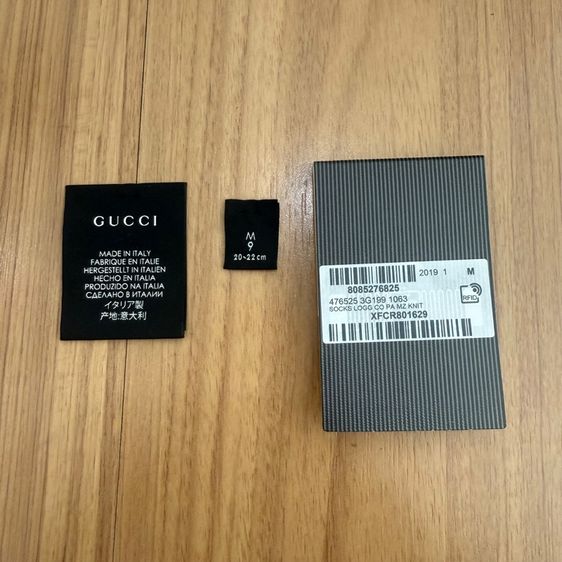 GUCCI
MADE IN ITALY
FABRIQUE EN ITALIE
HERGESTELLT IN ITALIEN
HECHO EN ITALIA
PRODUZIDO NA ITALIA
СДЕЛАНО В ИТАЛИИ
イタリア製
产地:意大利
M
9
20-22cm
2019 1 M
8085276825
476525 3G199 1063
SOCKS LOGG CO PA MZ KNIT
RFID
XFCR801629